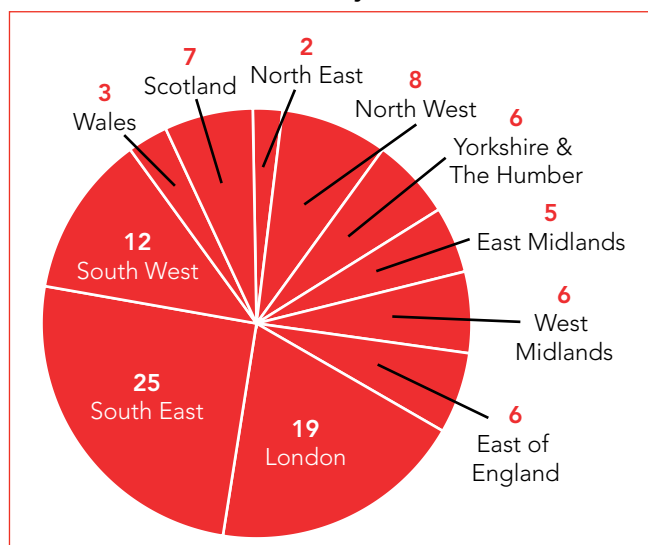 2
North East
8
North West
6
Yorkshire &
The Humber
5
East Midlands
6
West
Midlands
6
East of
England
19
London
25
South East
12
South West
3
Wales
7
Scotland